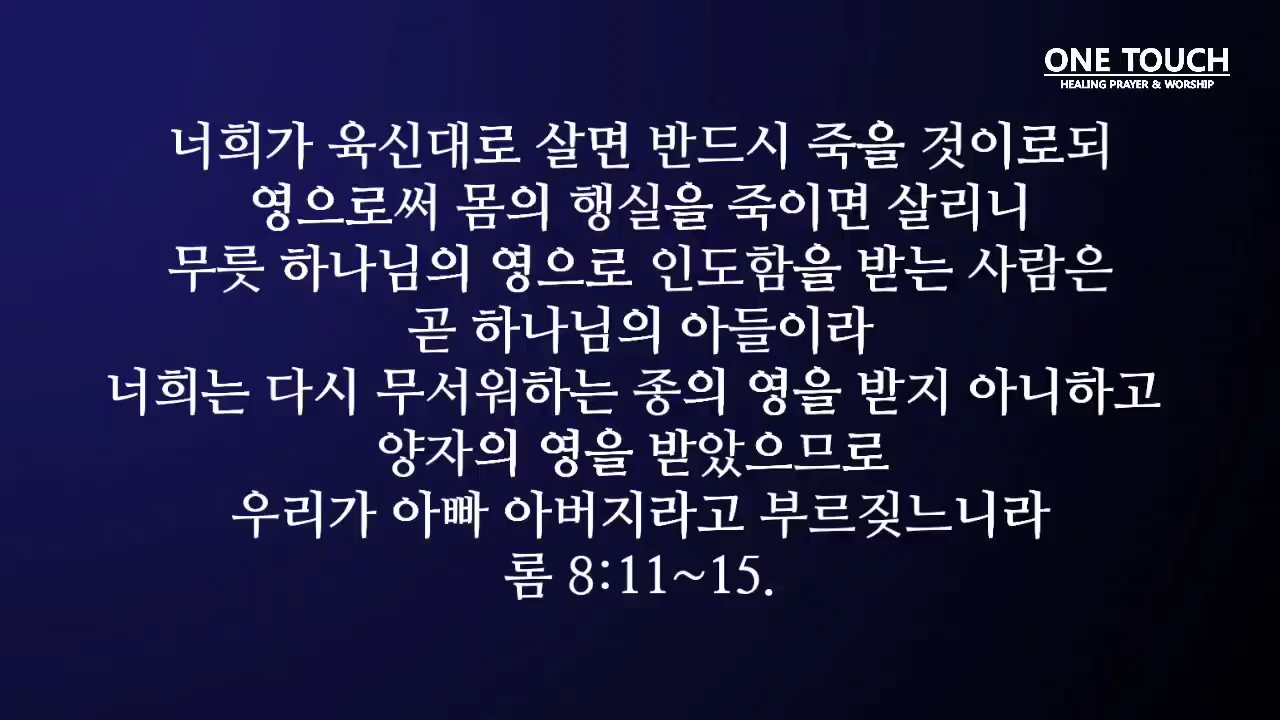 ONE TOUCH
HEALING PRAYER & WORSHIP
너희가 육신대로 살면 반드시 죽을 것이로되
영으로써 몸의 행실을 죽이면 살리니
무릇 하나님의 영으로 인도함을 받는 사람은
곧 하나님의 아들이라
너희는 다시 무서워하는 종의 영을 받지 아니하고
양자의 영을 받았으므로
우리가 아빠 아버지라고 부르짖느니라
롬 8:11~15.